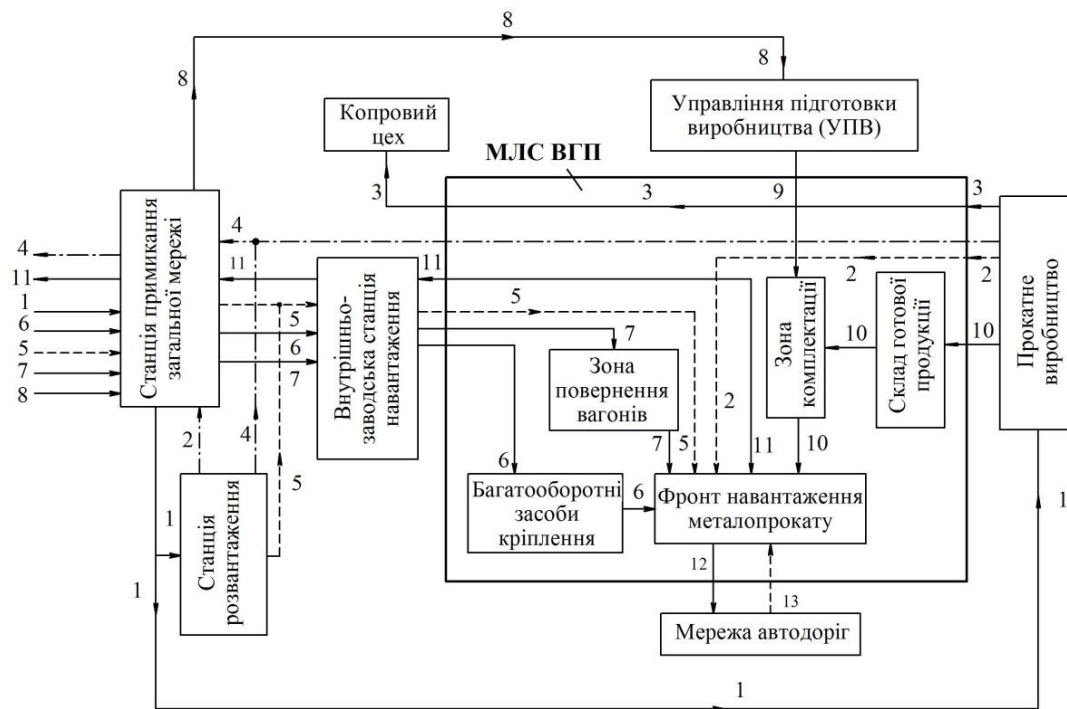 8
8
8
Управління підготовки
виробництва (УПВ)
Копровий
цех
МЛС ВГП
3
3
9
3
Станція примикання
загальної мережі
4
4
11
11
11
1
6
5
7
8
5
6
7
Внутрішньо-
заводська станція
навантаження
5
7
Зона
повернення
вагонів
2
2
2
Зона
комплектації
10
Склад готової
продукції
10
Прокатне
виробництво
2
4
5
7
5
11
10
6
Багатооборотні
засоби
кріплення
6
Фронт навантаження
металопрокату
1
Станція
розвантаження
1
1
12
13
Мережа автодоріг
1